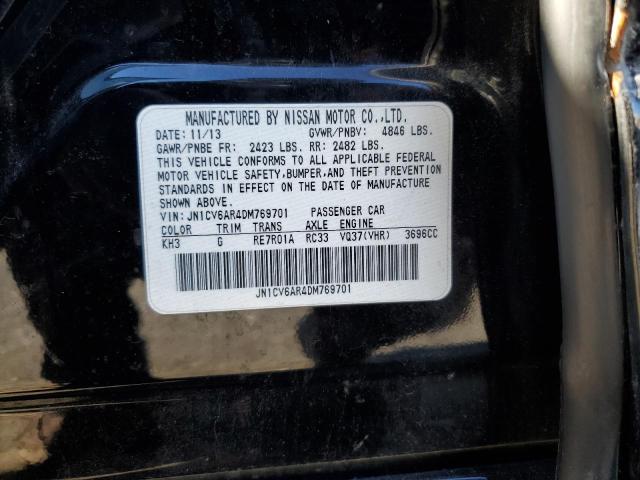 MANUFACTURED BY NISSAN MOTOR CO.,LTD.
DATE: 11/13 GVWR/PNBV: 4846 LBS.
GAWR/PNBE FR: 2423 LBS. RR: 2482 LBS.
THIS VEHICLE CONFORMS TO ALL APPLICABLE FEDERAL
MOTOR VEHICLE SAFETY,BUMPER,AND THEFT PREVENTION
STANDARDS IN EFFECT ON THE DATE OF MANUFACTURE
SHOWN ABOVE.
VIN: JN1CV6AR4DM769701 PASSENGER CAR
COLOR TRIM TRANS AXLE ENGINE
KH3 G RE7R01A RC33 VQ37(VHR) 3696CC
JN1CV6AR4DM769701